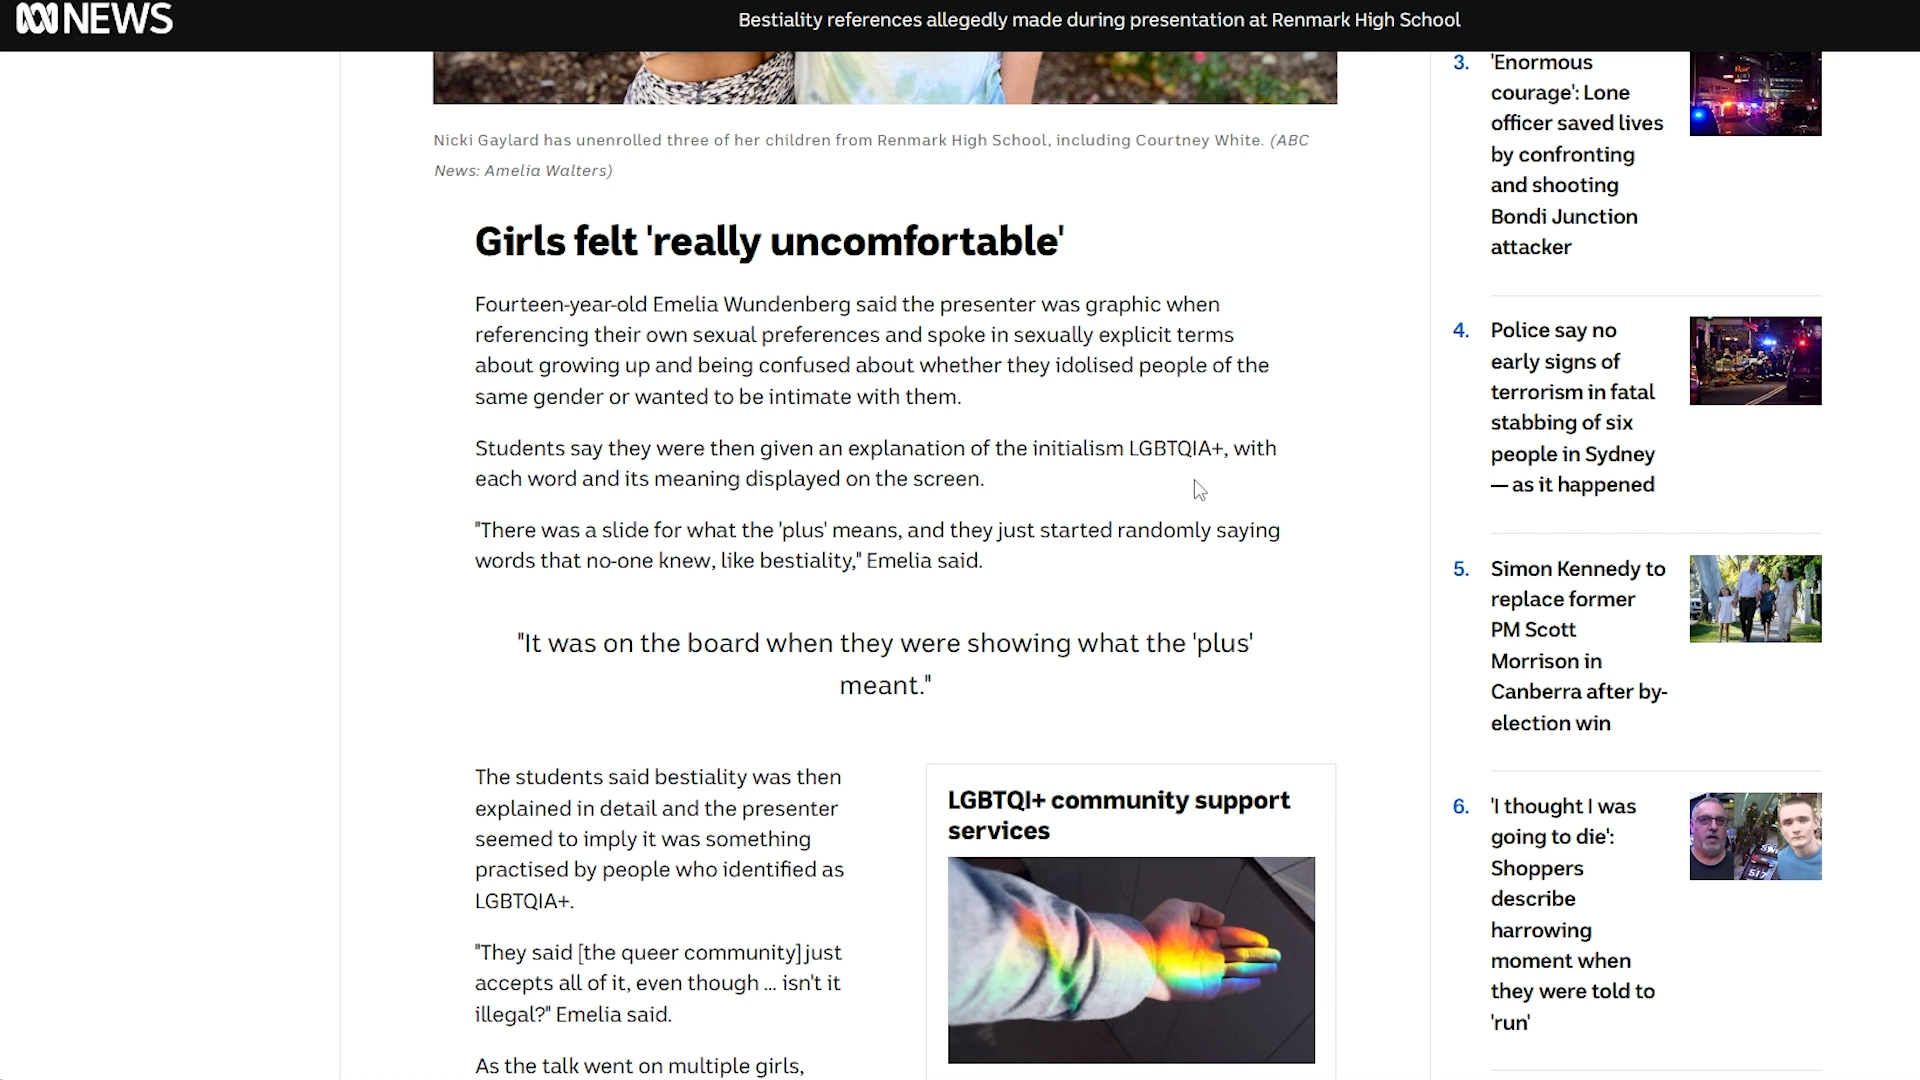 NEWS
Bestiality references allegedly made during presentation at Renmark High School
Nicki Gaylard has unenrolled three of her children from Renmark High School, including Courtney White. (ABC
News: Amelia Walters)
Girls felt 'really uncomfortable'
Fourteen-year-old Emelia Wundenberg said the presenter was graphic when
referencing their own sexual preferences and spoke in sexually explicit terms
about growing up and being confused about whether they idolised people of the
same gender or wanted to be intimate with them.
Students say they were then given an explanation of the initialism LGBTQIA+, with
each word and its meaning displayed on the screen.
"There was a slide for what the 'plus' means, and they just started randomly saying
words that no-one knew, like bestiality," Emelia said.
"It was on the board when they were showing what the 'plus'
meant."
The students said bestiality was then
explained in detail and the presenter
seemed to imply it was something
practised by people who identified as
LGBTQIA+.
"They said [the queer community] just
accepts all of it, even though ... isn't it
illegal?" Emelia said.
As the talk went on multiple girls,
LGBTQI+ community support
services
3. 'Enormous
courage': Lone
officer saved lives
by confronting
and shooting
Bondi Junction
attacker
4. Police say no
early signs of
terrorism in fatal
stabbing of six
people in Sydney
— as it happened
5. Simon Kennedy to
replace former
PM Scott
Morrison in
Canberra after by-
election win
6. 'I thought I was
going to die':
Shoppers
describe
harrowing
moment when
they were told to
'run'
517